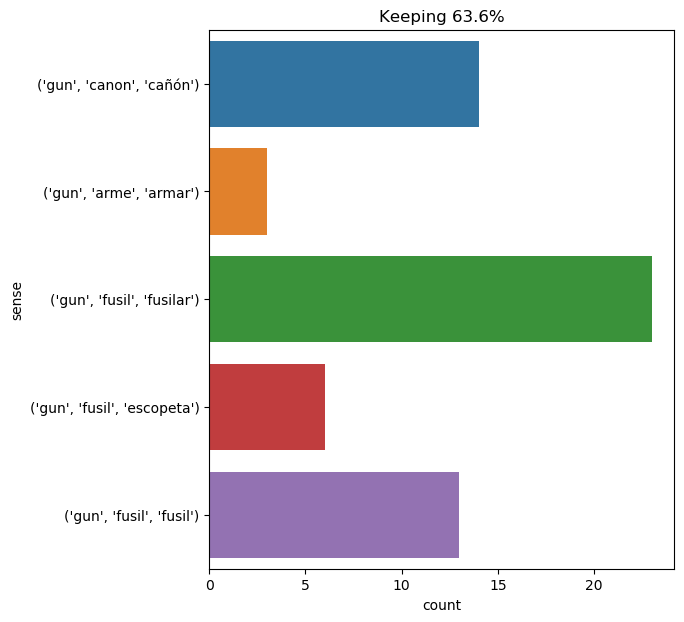 Keeping 63.6%
('gun', 'canon', 'cañón')
('gun', 'arme', 'armar')
('gun', 'fusil', 'fusilar')
('gun', 'fusil', 'escopeta')
('gun', 'fusil', 'fusil')
sense
0 5 10 15 20
count